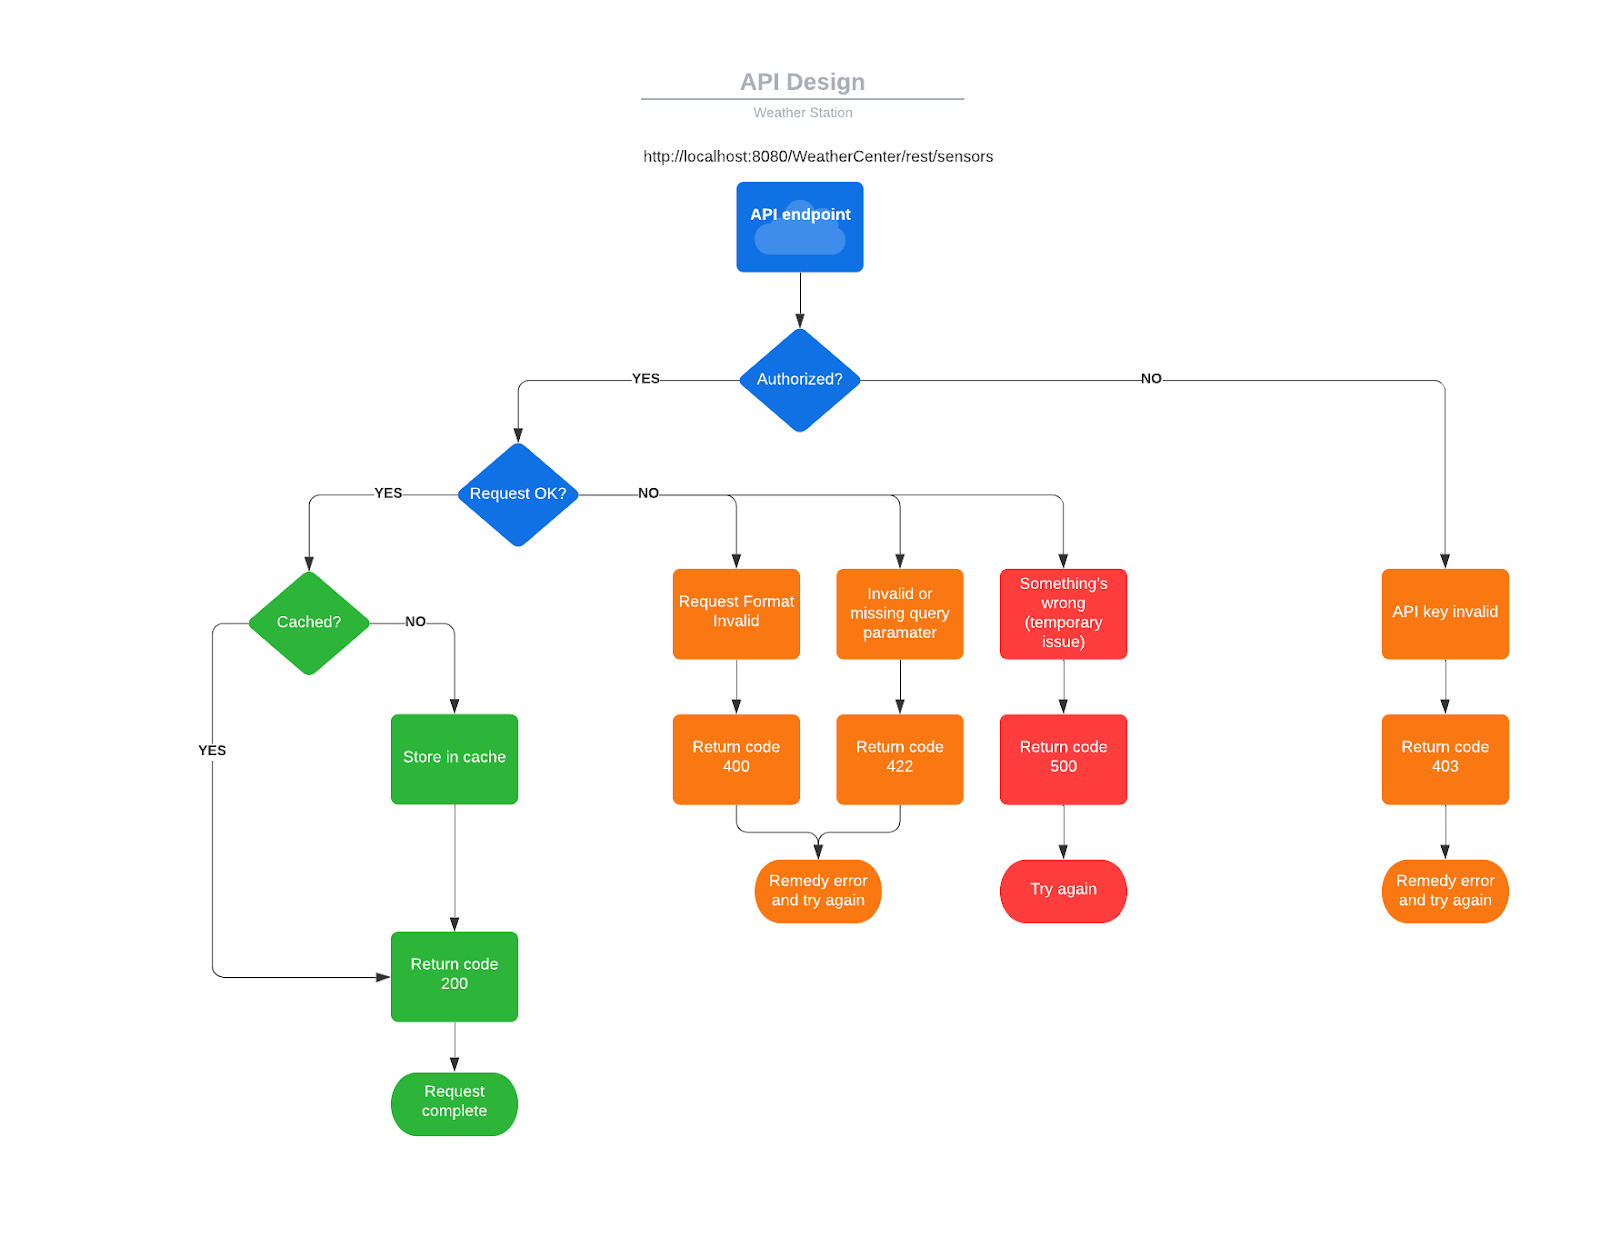 API Design
Weather Station
http://localhost:8080/WeatherCenter/rest/sensors
API endpoint
Authorized?
YES
NO
Request OK?
YES
NO
Cached?
NO
YES
Request Format
Invalid
Invalid or
missing query
paramater
Something's
wrong
(temporary
issue)
API key invalid
Store in cache
Return code
400
Return code
422
Return code
500
Return code
403
Remedy error
and try again
Try again
Remedy error
and try again
Return code
200
Request
complete